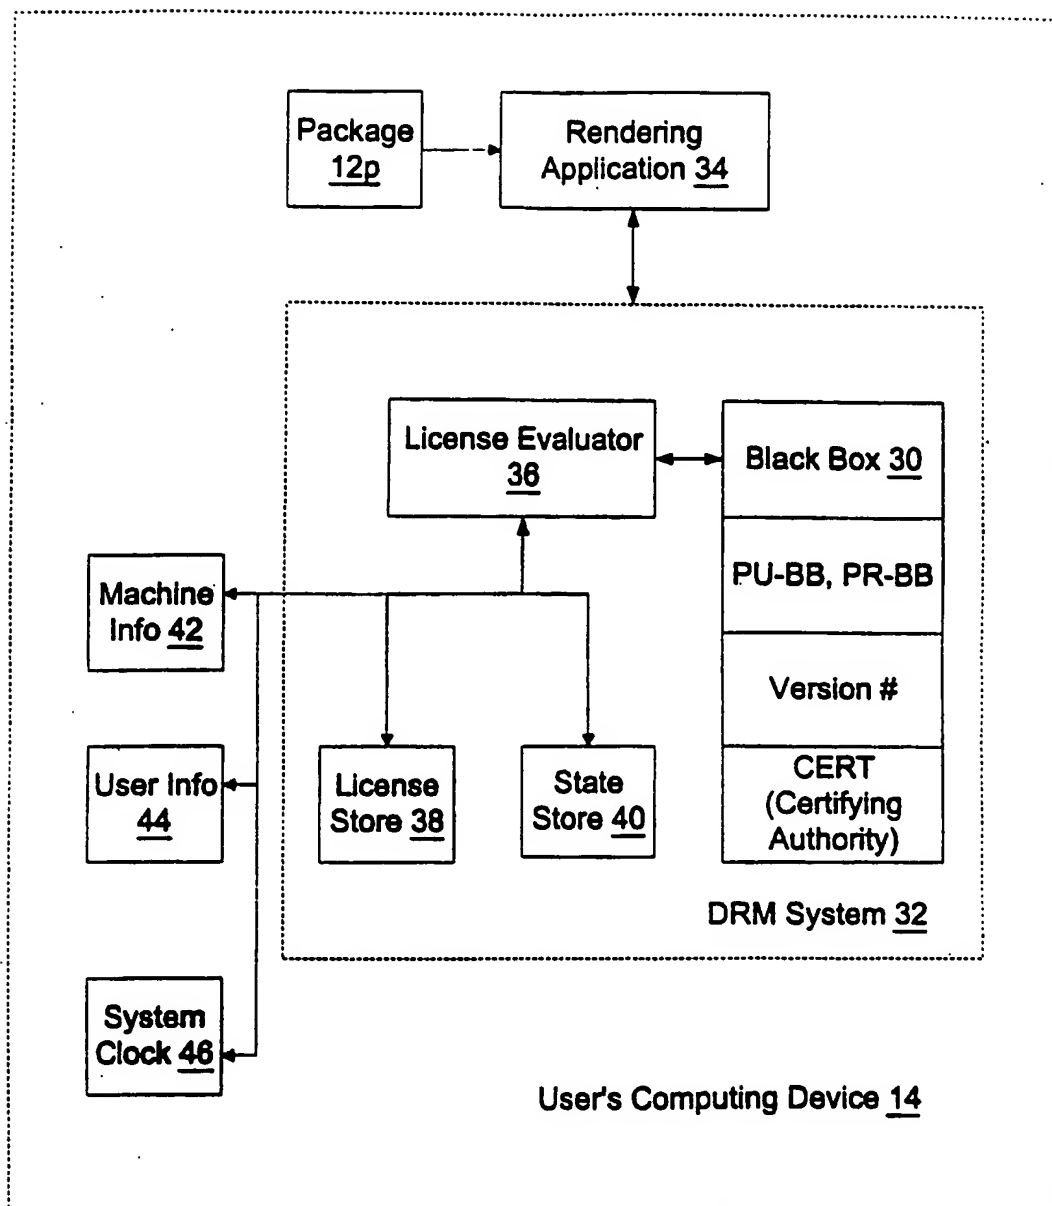 Package
12p
Rendering
Application 34
License Evaluator
36
Black Box 30
PU-BB, PR-BB
Version #
CERT
(Certifying
Authority)
Machine
Info 42
User Info
44
License
Store 38
State
Store 40
DRM System 32
System
Clock 46
User's Computing Device 14